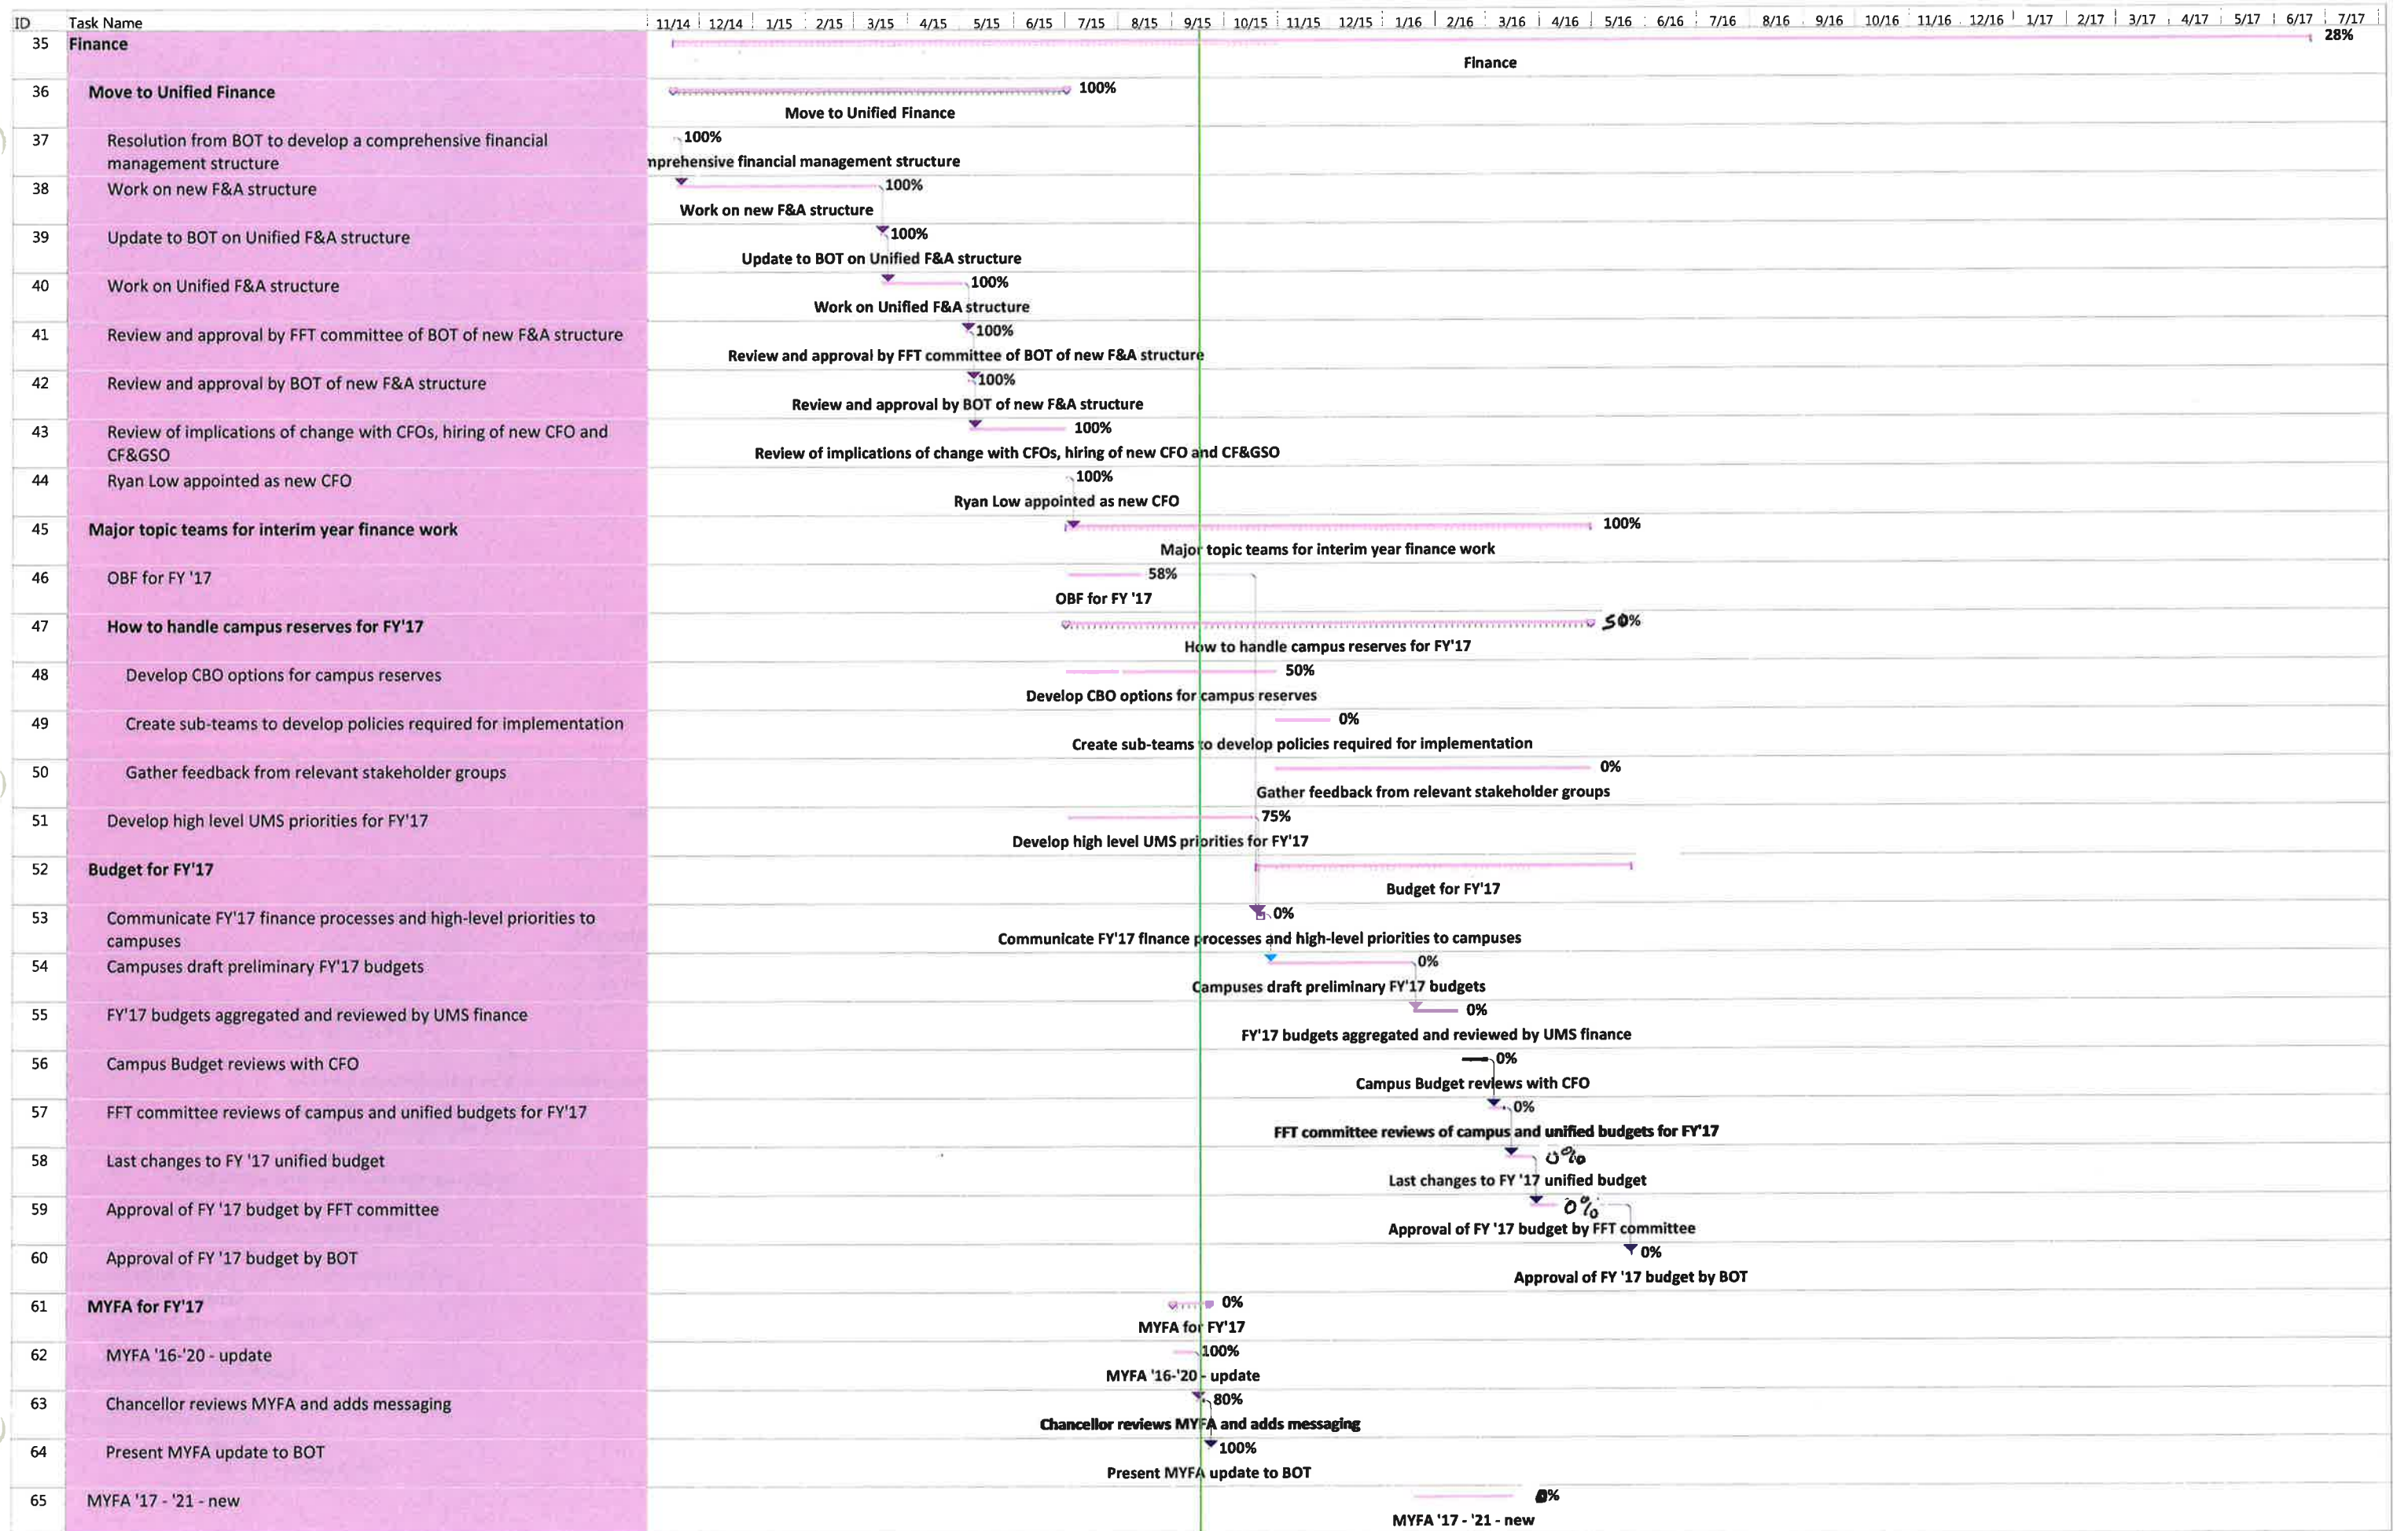 ID Task Name 11/14 12/14 1/15 2/15 3/15 4/15 5/15 6/15 7/15 8/15 9/15 10/15 11/15 12/15 1/16 2/16 3/16 4/16 5/16 6/16 7/16 8/16 9/16 10/16 11/16 12/16 1/17 2/17 3/17 4/17 5/17 6/17 7/17
35 Finance 28%
Finance
36 Move to Unified Finance 100%
Move to Unified Finance
37 Resolution from BOT to develop a comprehensive financial 100%
management structure mprehensive financial management structure
38 Work on new F&A structure 100%
Work on new F&A structure
39 Update to BOT on Unified F&A structure 100%
Update to BOT on Unified F&A structure
40 Work on Unified F&A structure 100%
Work on Unified F&A structure
41 Review and approval by FFT committee of BOT of new F&A structure 100%
Review and approval by FFT committee of BOT of new F&A structure
42 Review and approval by BOT of new F&A structure 100%
Review and approval by BOT of new F&A structure
43 Review of implications of change with CFOs, hiring of new CFO and 100%
CF&GSO Review of implications of change with CFOs, hiring of new CFO and CF&GSO
44 Ryan Low appointed as new CFO 100%
Ryan Low appointed as new CFO
45 Major topic teams for interim year finance work 100%
Major topic teams for interim year finance work
46 OBF for FY '17 58%
OBF for FY '17
47 How to handle campus reserves for FY'17 50%
How to handle campus reserves for FY'17
48 Develop CBO options for campus reserves 50%
Develop CBO options for campus reserves
49 Create sub-teams to develop policies required for implementation 0%
Create sub-teams to develop policies required for implementation
50 Gather feedback from relevant stakeholder groups 0%
Gather feedback from relevant stakeholder groups
51 Develop high level UMS priorities for FY'17 75%
Develop high level UMS priorities for FY'17
52 Budget for FY'17
Budget for FY'17
53 Communicate FY'17 finance processes and high-level priorities to 0%
campuses Communicate FY'17 finance processes and high-level priorities to campuses
54 Campuses draft preliminary FY'17 budgets 0%
Campuses draft preliminary FY'17 budgets
55 FY'17 budgets aggregated and reviewed by UMS finance 0%
FY'17 budgets aggregated and reviewed by UMS finance
56 Campus Budget reviews with CFO 0%
Campus Budget reviews with CFO
57 FFT committee reviews of campus and unified budgets for FY'17 0%
FFT committee reviews of campus and unified budgets for FY'17
58 Last changes to FY '17 unified budget 0%
Last changes to FY '17 unified budget
59 Approval of FY '17 budget by FFT committee 0%
Approval of FY '17 budget by FFT committee
60 Approval of FY '17 budget by BOT 0%
Approval of FY '17 budget by BOT
61 MYFA for FY'17 0%
MYFA for FY'17
62 MYFA '16-'20 - update 100%
MYFA '16-'20 - update
63 Chancellor reviews MYFA and adds messaging 80%
Chancellor reviews MYFA and adds messaging
64 Present MYFA update to BOT 100%
Present MYFA update to BOT
65 MYFA '17 - '21 - new 0%
MYFA '17 - '21 - new